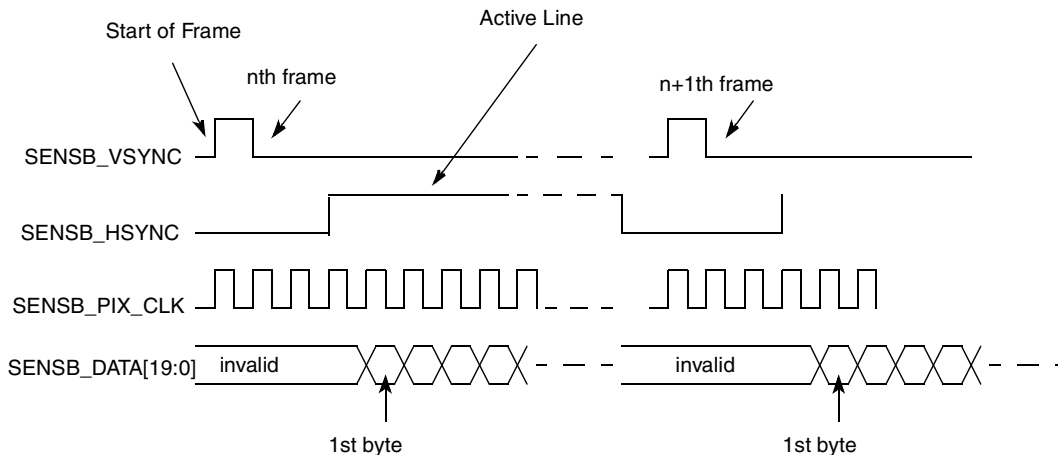 Active Line
Start of Frame
nth frame
n+1th frame
SENSB_VSYNC
SENSB_HSYNC
SENSB_PIX_CLK
SENSB_DATA[19:0]
invalid
invalid
1st byte
1st byte